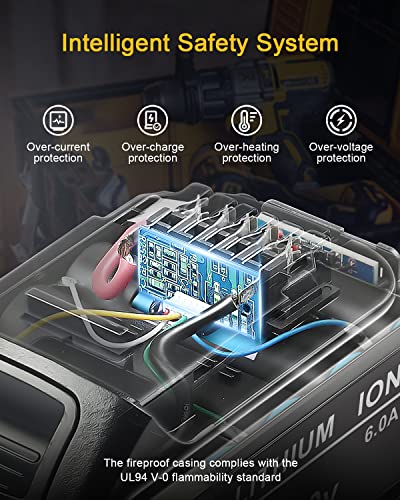 Intelligent Safety System
Over-current
protection
Over-charge
protection
Over-heating
protection
Over-voltage
protection
ION
6.0A
The fireproof casing complies with the
UL94 V-0 flammability standard